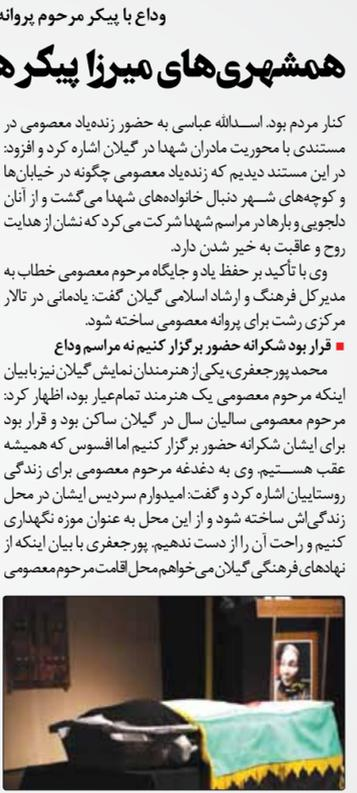 وداع با پیکر مرحوم پروانه
همشهری‌های میرزا پیکر
کنار مردم بود. اسـدالله عباسی به حضور زنده‌یاد معصومی در
مستندی با محوریت مادران شهدا در گیلان اشاره کرد و افزود:
در این مستند دیدیم که زنده‌یاد معصومی چگونه در خیابان‌ها
و کوچه‌های شـــهر دنبال خانواده‌های شهدا می‌گشت و از آنان
دلجویی و بارها در مراسم شهدا شرکت می‌کرد که نشان از هدایت
روح و عاقبت به خیر شدن دارد.
وی با تأکید بر حفظ یاد و جایگاه مرحوم معصومی خطاب به
مدیرکل فرهنگ و ارشاد اسلامی گیلان گفت: یادمانی در تالار
مرکزی رشت برای پروانه معصومی ساخته شود.
■ قرار بود شکرانه حضور برگزار کنیم نه مراسم وداع
محمد پورجعفری، یکی از هنرمندان نمایش گیلان نیز با بیان
اینکه مرحوم معصومی یک هنرمند تمام‌عیار بود، اظهار کرد:
مرحوم معصومی سالیان سال در گیلان ساکن بود و قرار بود
برای ایشان شکرانه حضور برگزار کنیم اما افسوس که همیشه
عقب هســـتیم. وی به دغدغه مرحوم معصومی برای زندگی
روستاییان اشاره کرد و گفت: امیدوارم سردیس ایشان در محل
زندگی‌اش ساخته شود و از این محل به عنوان موزه نگهداری
کنیم و راحت آن را از دست ندهیم. پورجعفری با بیان اینکه از
نهادهای فرهنگی گیلان می‌خواهم محل اقامت مرحوم معصومی